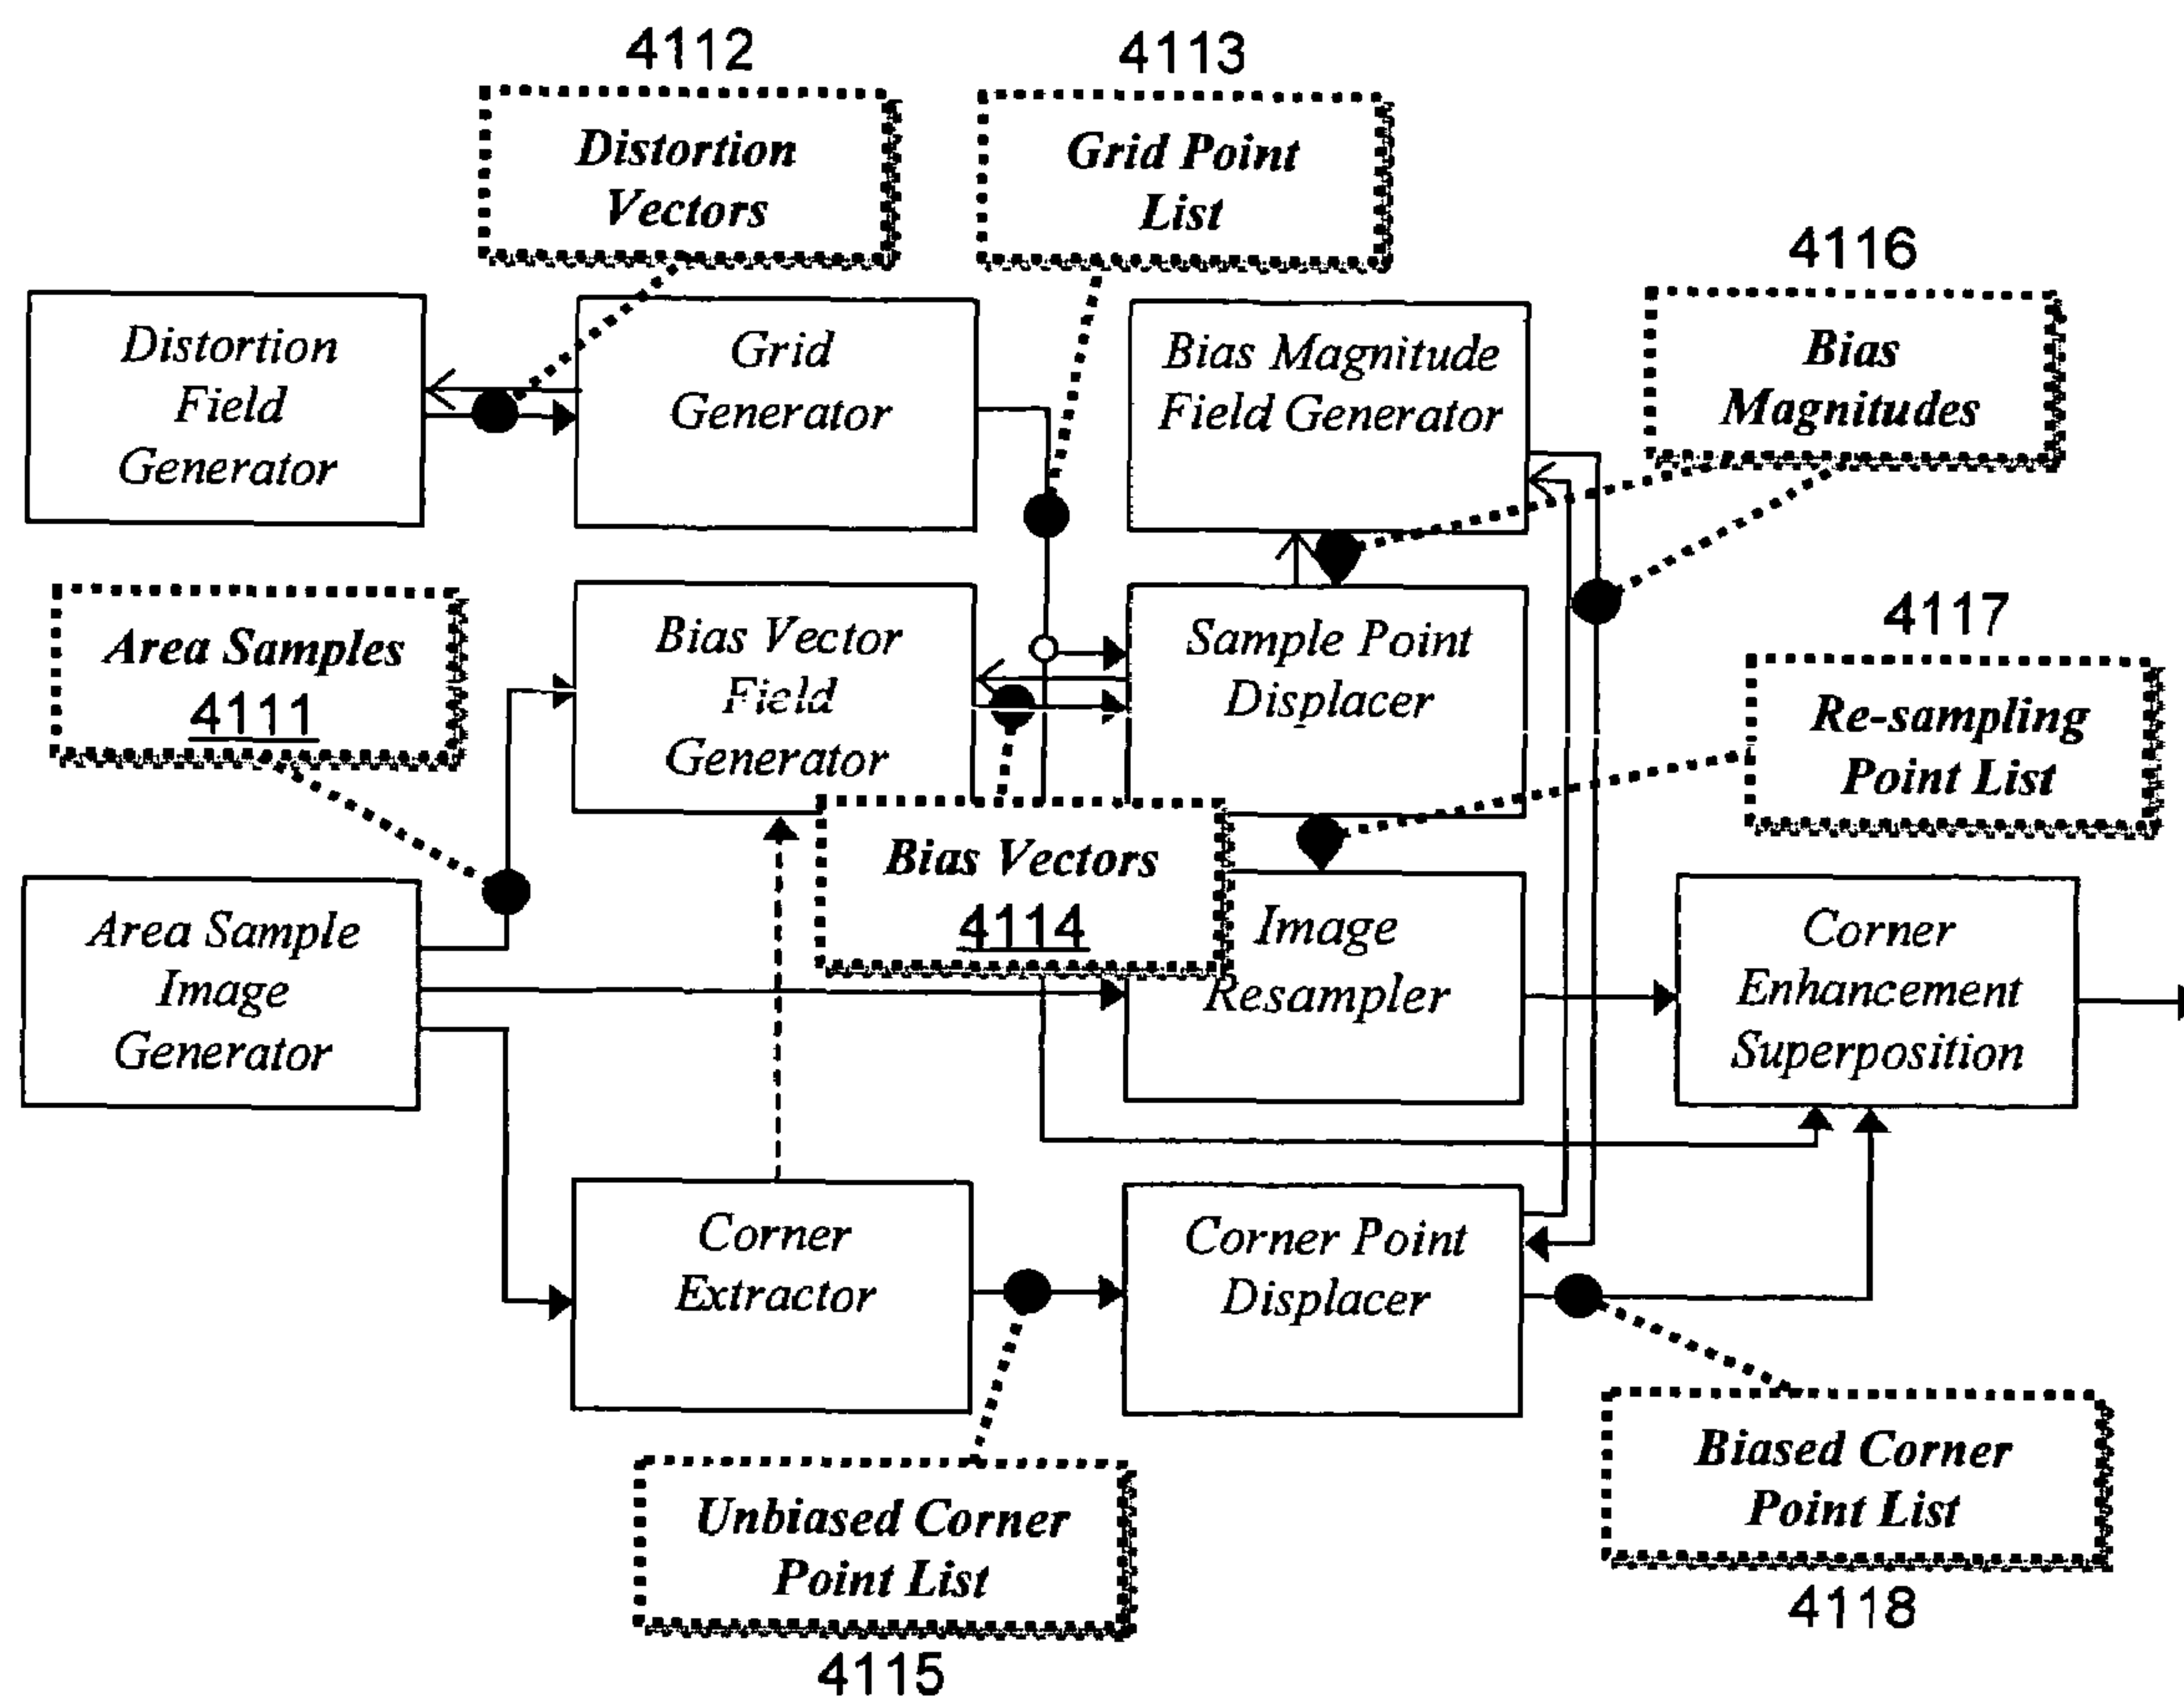 4112
4113
Distortion
Vectors
Grid Point
List
4116
Bias
Magnitudes
Distortion
Field
Generator
Grid
Generator
Bias Magnitude
Field Generator
Area Samples
4111
Bias Vector
Field
Generator
Sample Point
Displacer
4117
Re-sampling
Point List
Bias Vectors
4114
Area Sample
Image
Generator
Image
Resampler
Corner
Enhancement
Superposition
Corner
Extractor
Corner Point
Displacer
Unbiased Corner
Point List
4115
Biased Corner
Point List
4118